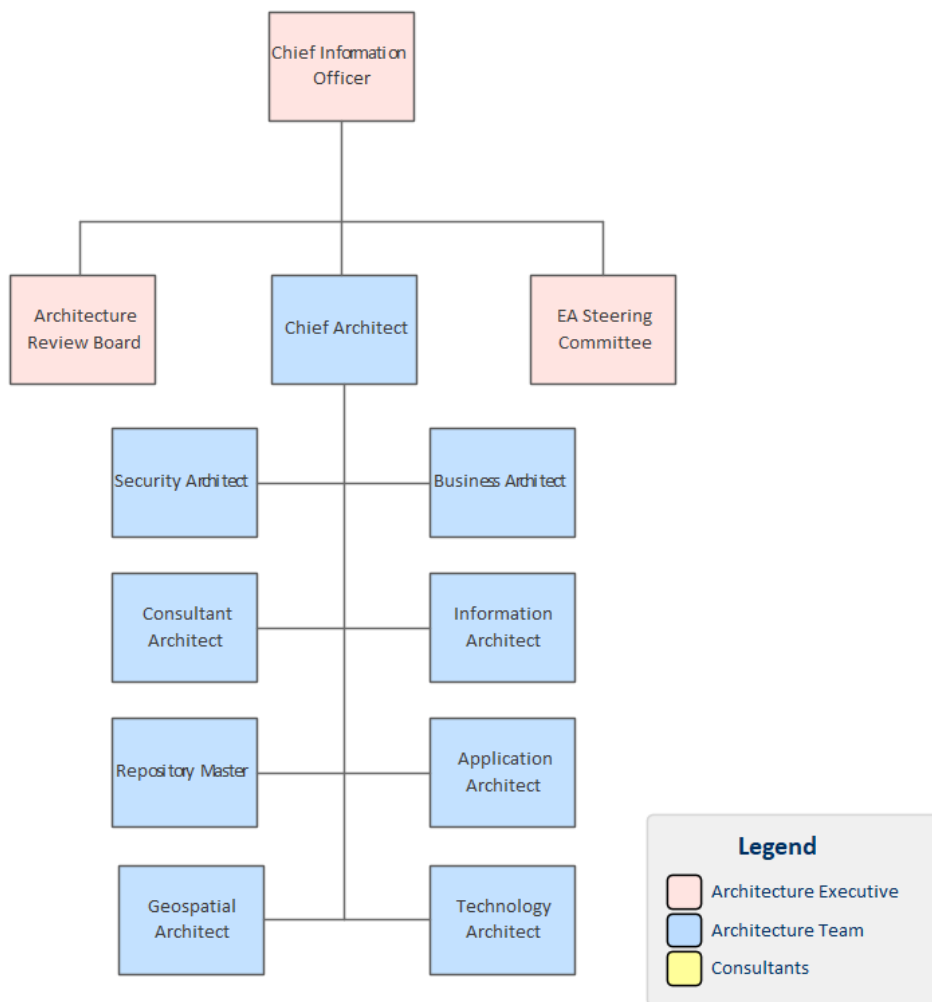 Chief Information
Officer
Architecture
Review Board
Chief Architect
EA Steering
Committee
Security Architect
Business Architect
Consultant
Architect
Information
Architect
Repository Master
Application
Architect
Geospatial
Architect
Technology
Architect
Legend
Architecture Executive
Architecture Team
Consultants